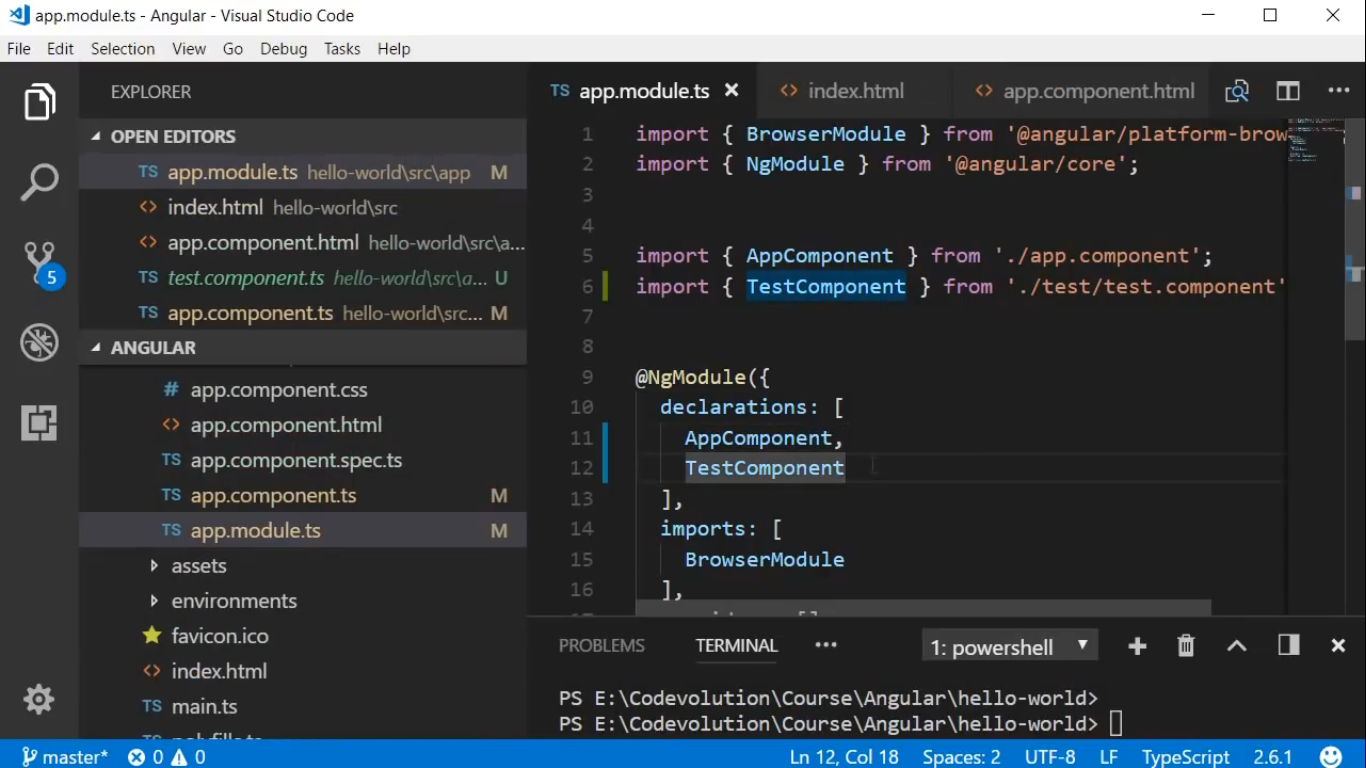 app.module.ts - Angular - Visual Studio Code
File Edit Selection View Go Debug Tasks Help
EXPLORER
OPEN EDITORS
TS app.module.ts hello-world\src\app M
<> index.html hello-world\src
<> app.component.html hello-world\src\a...
TS test.component.ts hello-world\src\a... U
TS app.component.ts hello-world\src... M
5
ANGULAR
# app.component.css
<> app.component.html
TS app.component.spec.ts
TS app.component.ts M
TS app.module.ts M
assets
environments
favicon.ico
<> index.html
TS main.ts
TS app.module.ts × <> index.html <> app.component.html ...
1 import { BrowserModule } from '@angular/platform-brow
2 import { NgModule } from '@angular/core';
3
4
5 import { AppComponent } from './app.component';
6 import { TestComponent } from './test/test.component'
7
8
9 @NgModule({
10 declarations: [
11 AppComponent,
12 TestComponent
13 ],
14 imports: [
15 BrowserModule
16 ],
PROBLEMS TERMINAL ... 1: powershell
PS E:\Codevolution\Course\Angular\hello-world>
PS E:\Codevolution\Course\Angular\hello-world>
master* 0 0 Ln 12, Col 18 Spaces: 2 UTF-8 LF TypeScript 2.6.1